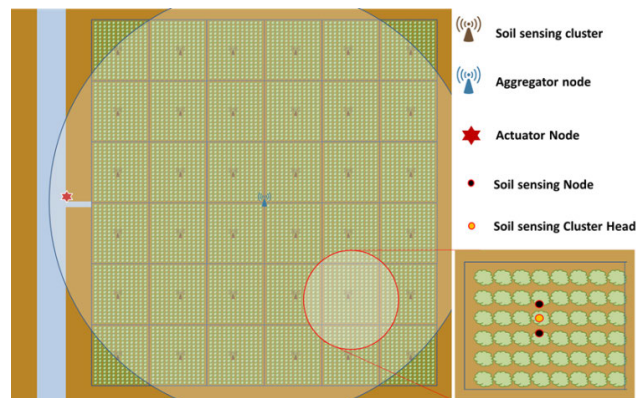 Soil sensing cluster
Aggregator node
Actuator Node
Soil sensing Node
Soil sensing Cluster Head